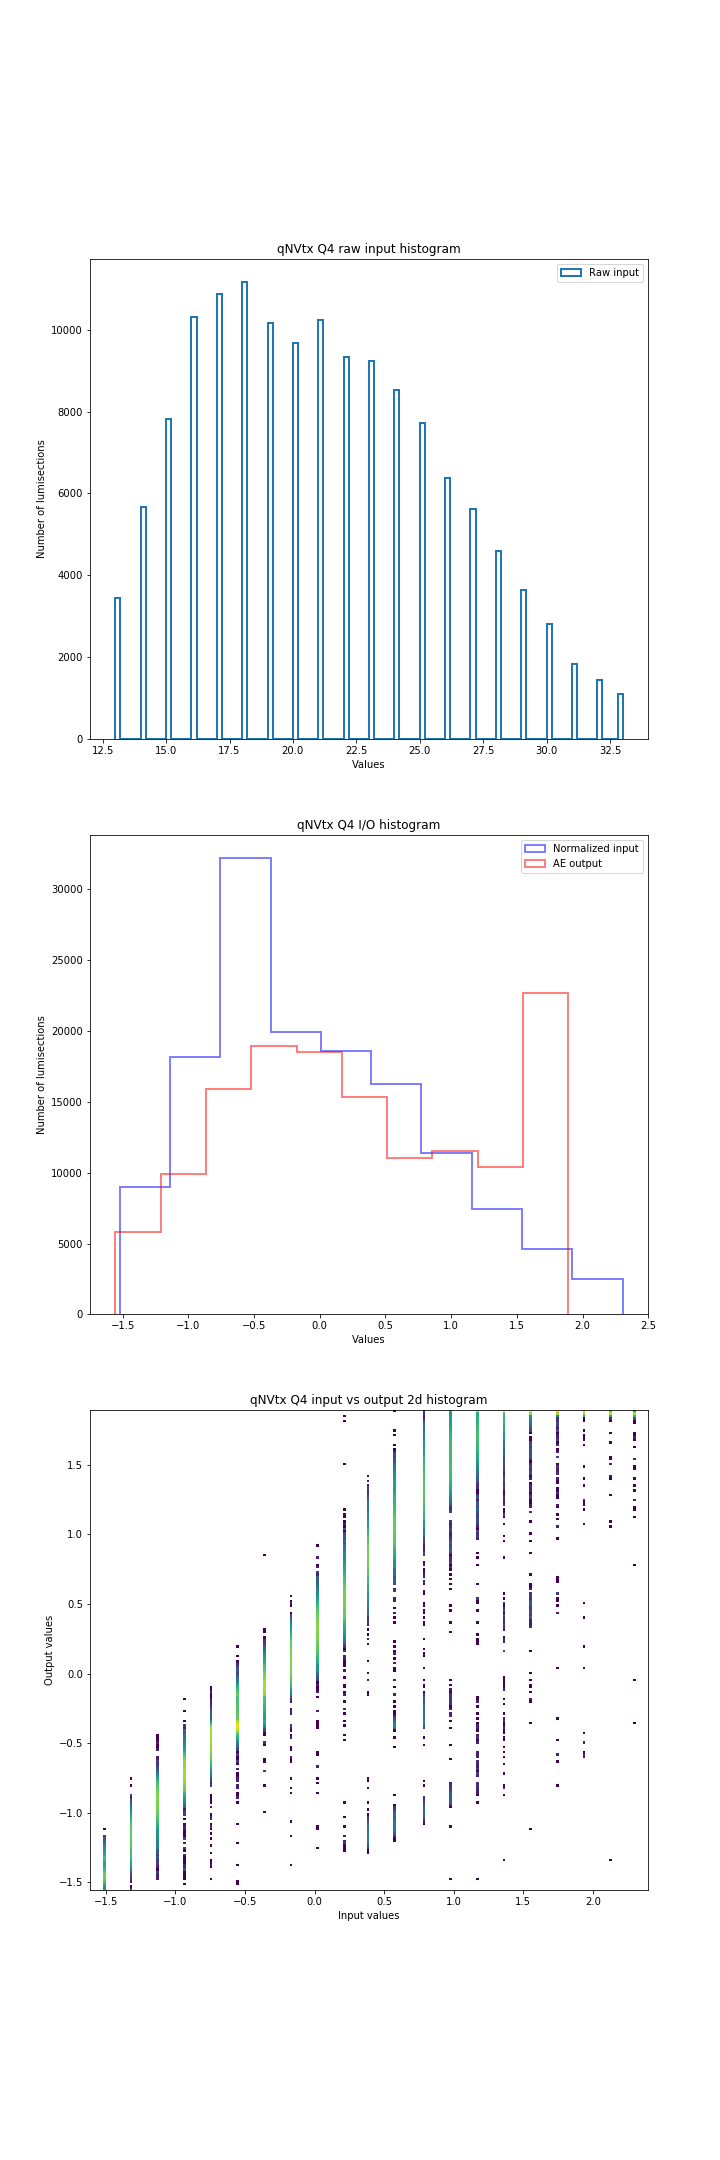 qNVtx Q4 raw input histogram
Raw input
10000
8000
6000
4000
2000
0
Number of lumisections
12.5 15.0 17.5 20.0 22.5 25.0 27.5 30.0 32.5
Values
qNVtx Q4 I/O histogram
Normalized input
AE output
30000
25000
20000
15000
10000
5000
0
Number of lumisections
−1.5 −1.0 −0.5 0.0 0.5 1.0 1.5 2.0 2.5
Values
qNVtx Q4 input vs output 2d histogram
1.5
1.0
0.5
0.0
−0.5
−1.0
−1.5
Output values
−1.5 −1.0 −0.5 0.0 0.5 1.0 1.5 2.0
Input values